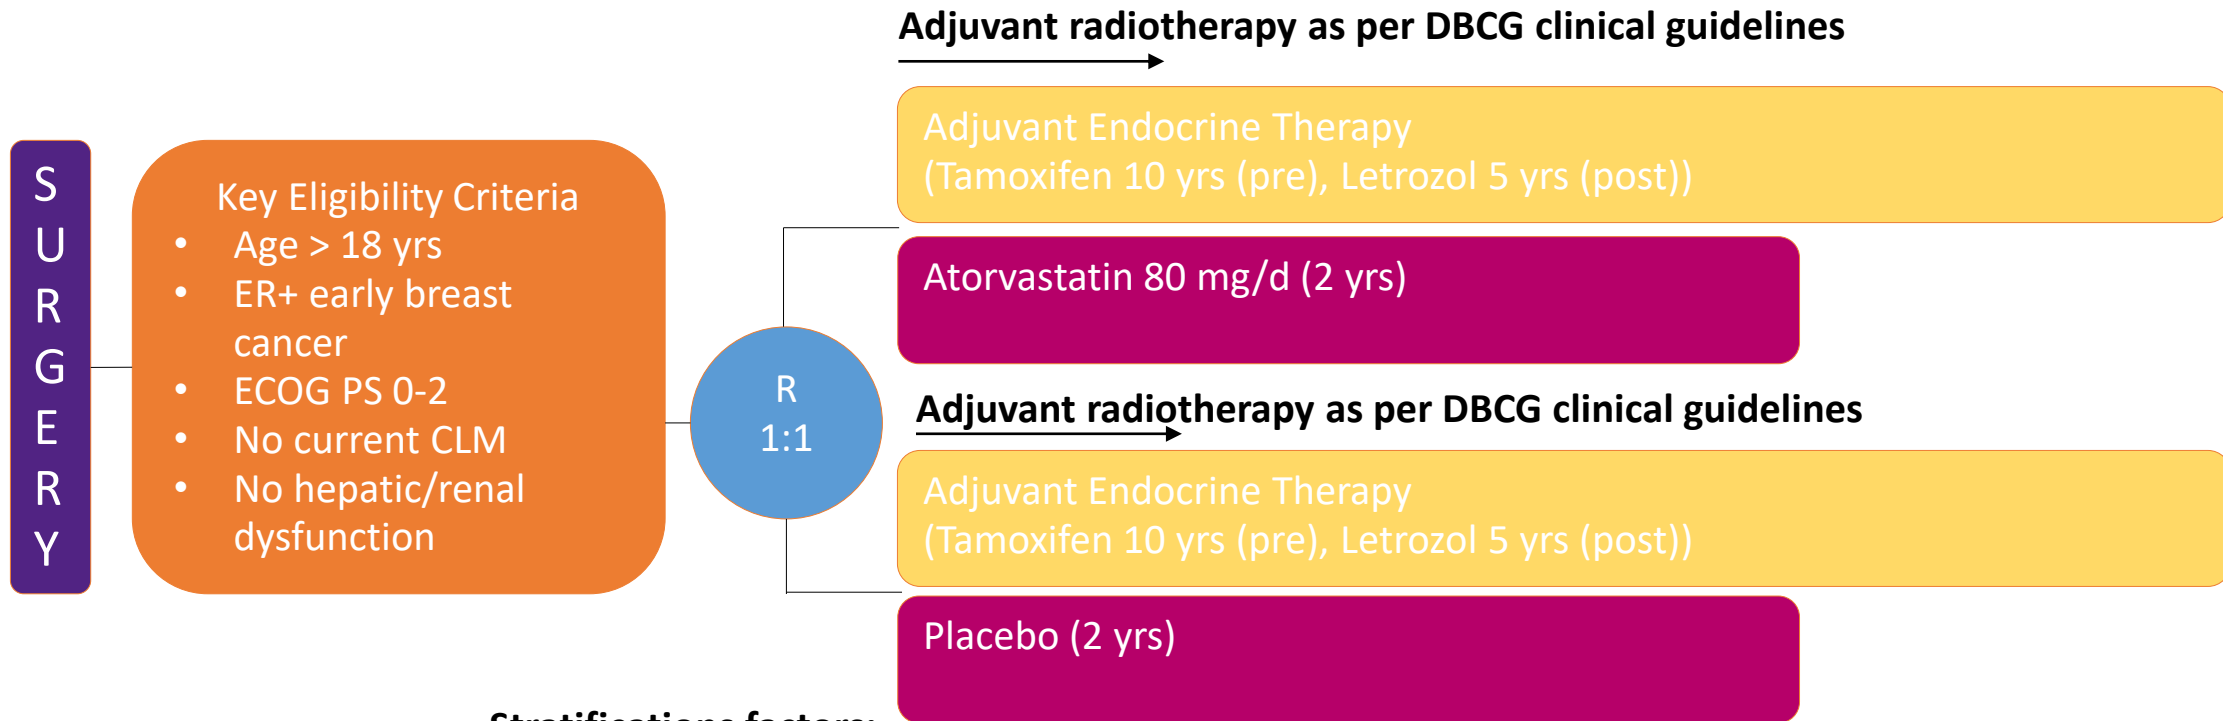 Adjuvant radiotherapy as per DBCG clinical guidelines
Adjuvant Endocrine Therapy
(Tamoxifen 10 yrs (pre), Letrozol 5 yrs (post))
SURGERY
Key Eligibility Criteria
• Age > 18 yrs
• ER+ early breast
cancer
• ECOG PS 0-2
• No current CLM
• No hepatic/renal
dysfunction
R
1:1
Atorvastatin 80 mg/d (2 yrs)
Adjuvant radiotherapy as per DBCG clinical guidelines
Adjuvant Endocrine Therapy
(Tamoxifen 10 yrs (pre), Letrozol 5 yrs (post))
Placebo (2 yrs)
Stratifications factors: